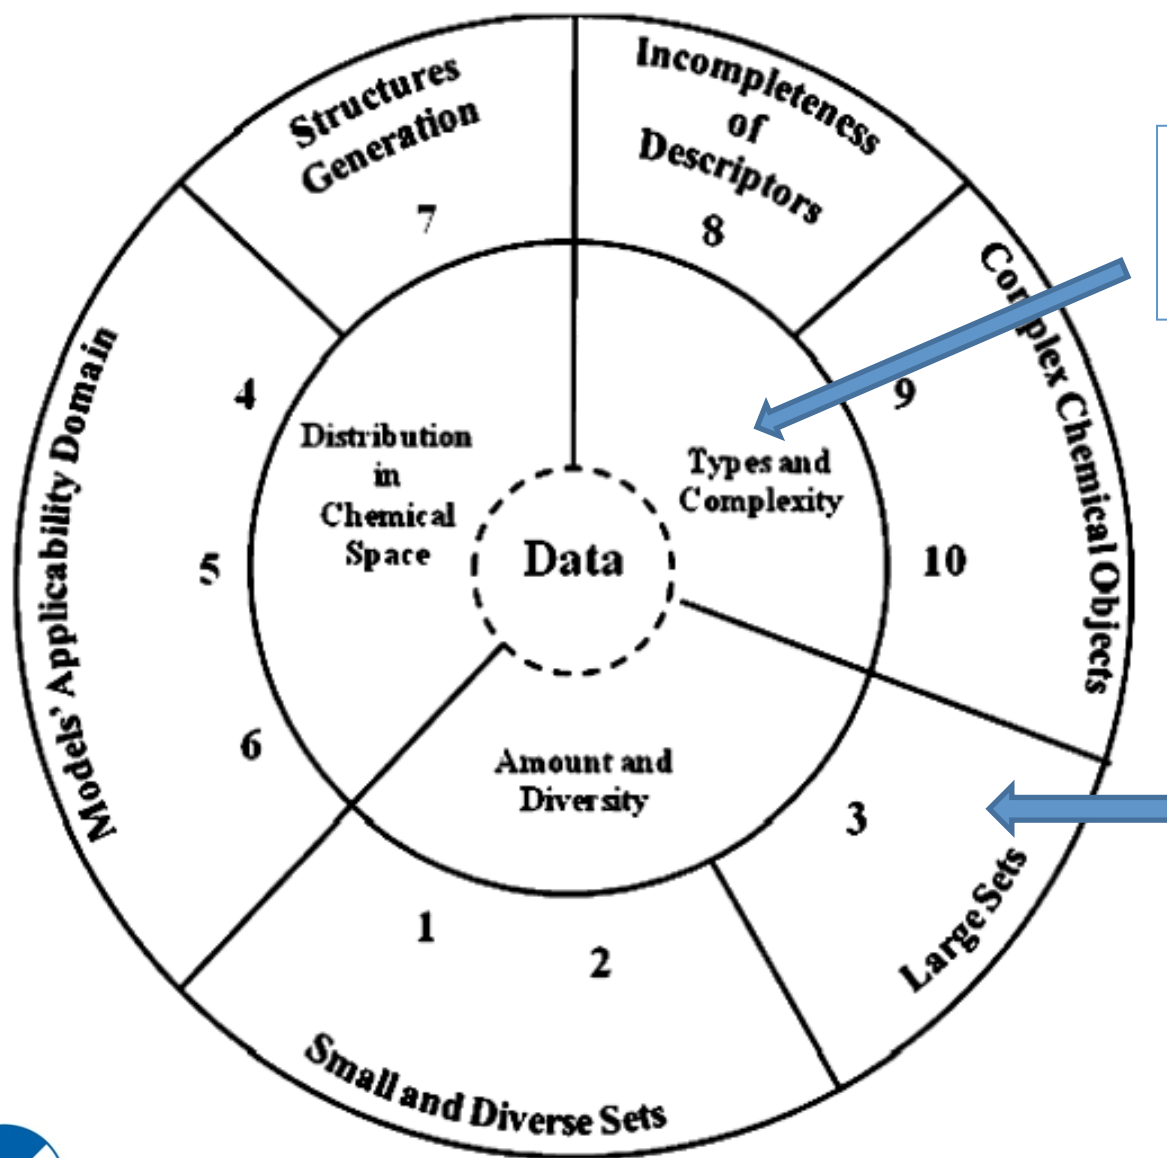 Structures
Generation
7
Incompleteness
of
Descriptors
8
Complex Chemical Objects
9
10
Models' Applicability Domain
4
5
6
Distribution
in
Chemical
Space
Types and
Complexity
Data
Amount and
Diversity
3
Large Sets
1
2
Small and Diverse Sets